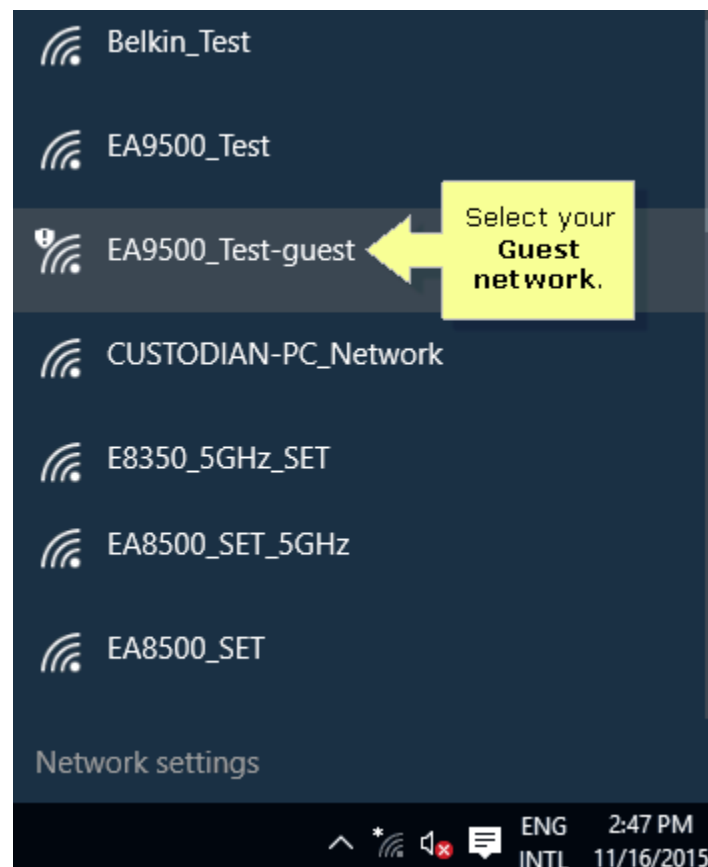 Belkin_Test
EA9500_Test
EA9500_Test-guest
Select your
Guest
network.
CUSTODIAN-PC_Network
E8350_5GHz_SET
EA8500_SET_5GHz
EA8500_SET
Network settings
ENG 2:47 PM
INTL 11/16/2015